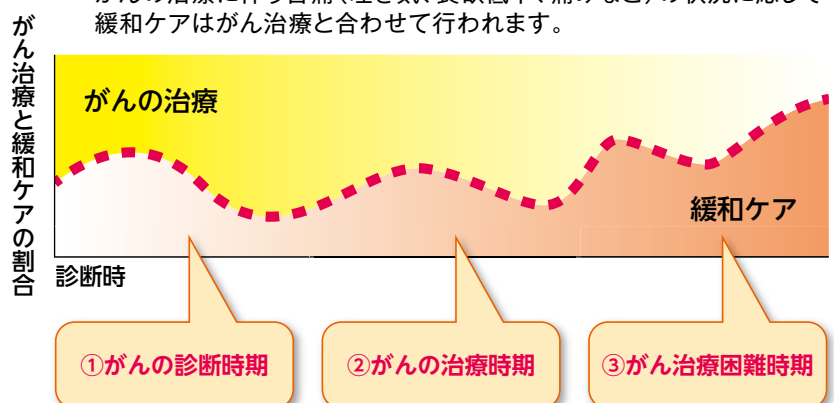 緩和ケアはがん治療と合わせて行われます。
がん治療と緩和ケアの割合
がんの治療
緩和ケア
診断時
①がんの診断時期
②がんの治療時期
③がん治療困難時期